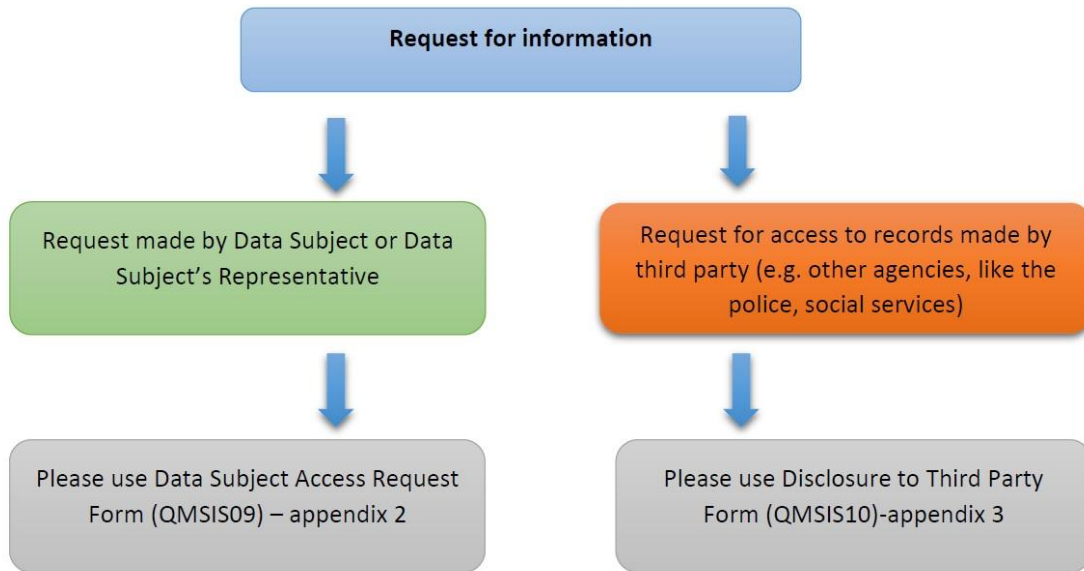 Request for information
Request made by Data Subject or Data
Subject’s Representative
Request for access to records made by
third party (e.g. other agencies, like the
police, social services)
Please use Data Subject Access Request
Form (QMSIS09) – appendix 2
Please use Disclosure to Third Party
Form (QMSIS10)-appendix 3